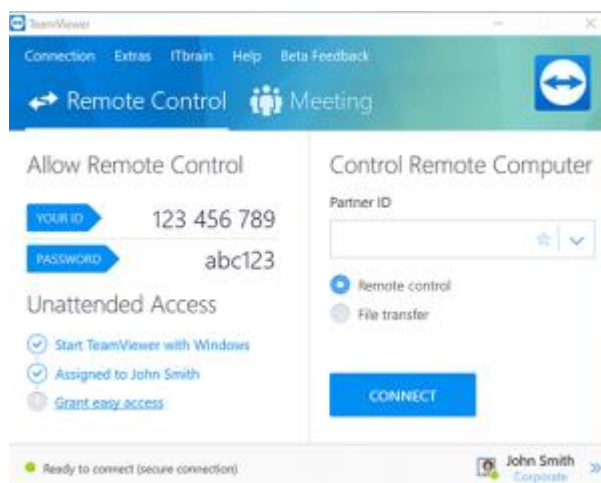 TeamViewer
Connection Extras ITbrain Help Beta Feedback
Remote Control Meeting
Allow Remote Control
YOUR ID 123 456 789
PASSWORD abc123
Unattended Access
Start TeamViewer with Windows
Assigned to John Smith
Grant easy access
Control Remote Computer
Partner ID
Remote control
File transfer
CONNECT
Ready to connect (secure connection)
John Smith
Corporate